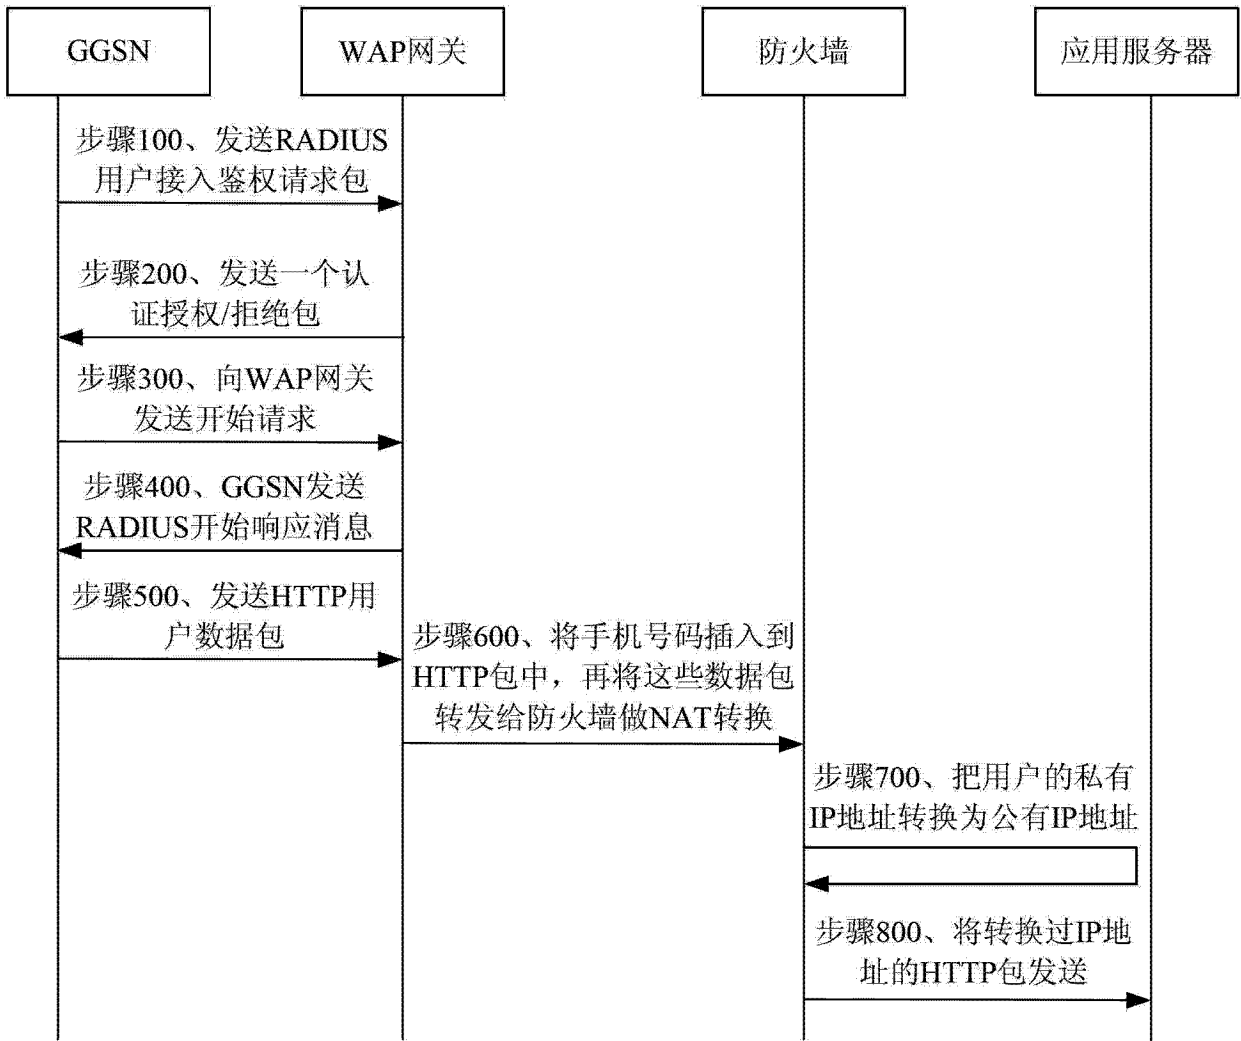 GGSN
WAP网关
防火墙
应用服务器
步骤100、发送RADIUS
用户接入鉴权请求包
步骤200、发送一个认
证授权/拒绝包
步骤300、向WAP网关
发送开始请求
步骤400、GGSN发送
RADIUS开始响应消息
步骤500、发送HTTP用
户数据包
步骤600、将手机号码插入到
HTTP包中，再将这些数据包
转发给防火墙做NAT转换
步骤700、把用户的私有
IP地址转换为公有IP地址
步骤800、将转换过IP地
址的HTTP包发送